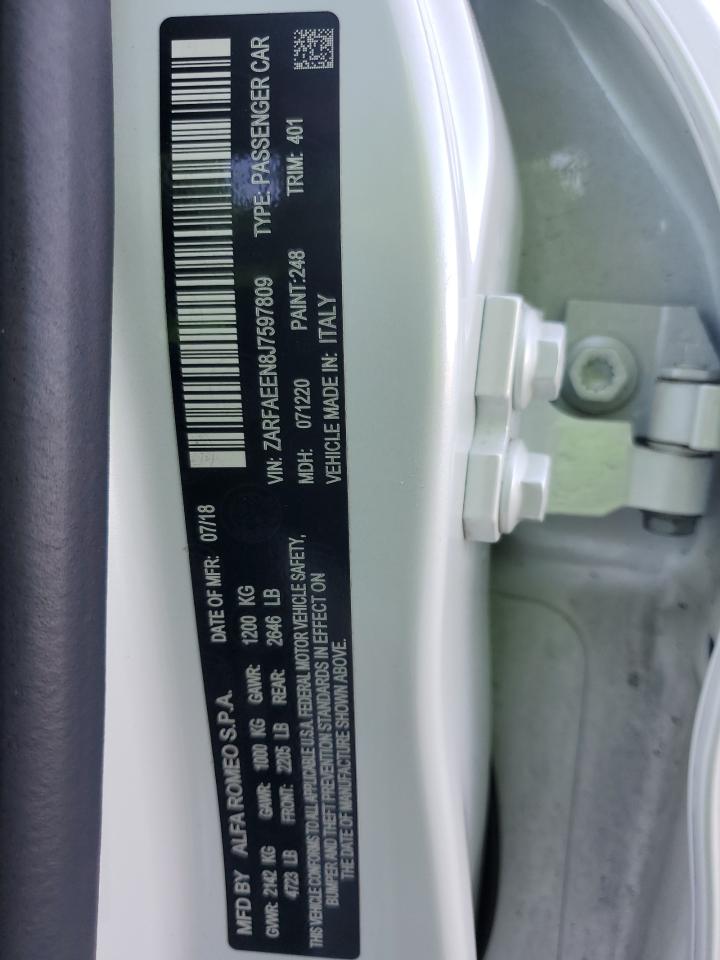 MFD BY ALFA ROMEO S.P.A. DATE OF MFR: 07/18
GVWR: 2142 KG GAWR: 1000 KG GAWR: 1200 KG
4723 LB FRONT: 2205 LB REAR: 2646 LB
THIS VEHICLE CONFORMS TO ALL APPLICABLE U.S.A. FEDERAL MOTOR VEHICLE SAFETY,
BUMPER AND THEFT PREVENTION STANDARDS IN EFFECT ON
THE DATE OF MANUFACTURE SHOWN ABOVE.
VIN: ZARFAEEN8J7597809 TYPE: PASSENGER CAR
MDH: 071220 PAINT:248 TRIM: 401
VEHICLE MADE IN: ITALY